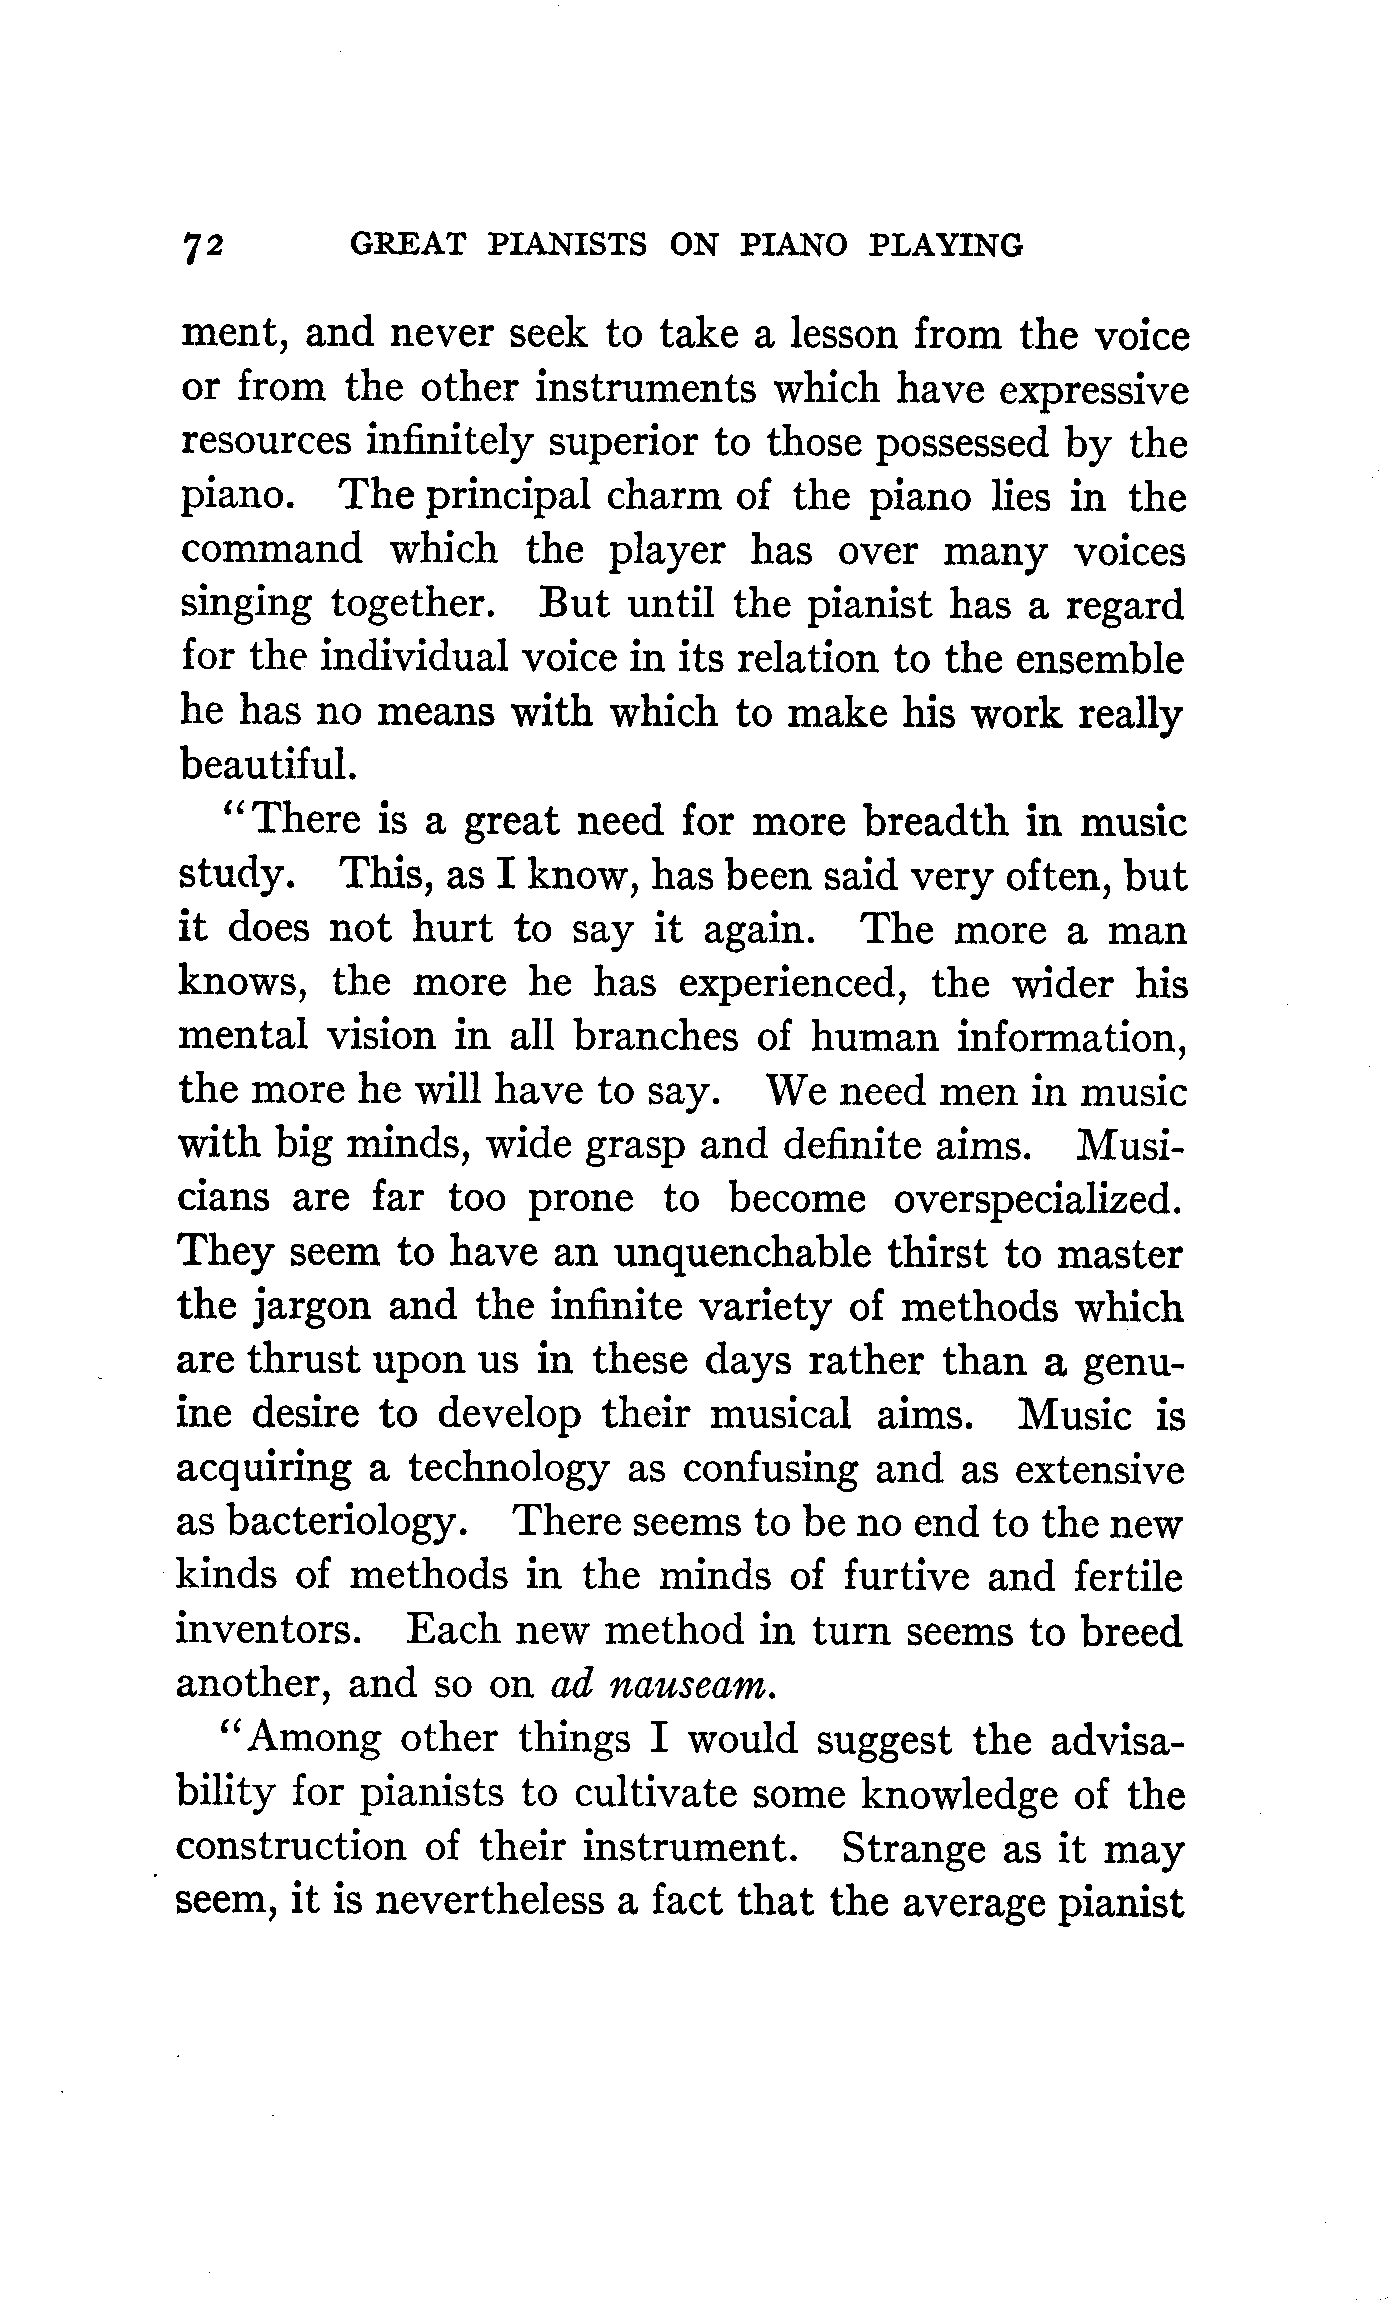 72 GREAT PIANISTS ON PIANO PLAYING
ment, and never seek to take a lesson from the voice
or from the other instruments which have expressive
resources infinitely superior to those possessed by the
piano. The principal charm of the piano lies in the
command which the player has over many voices
singing together. But until the pianist has a regard
for the individual voice in its relation to the ensemble
he has no means with which to make his work really
beautiful.
"There is a great need for more breadth in music
study. This, as I know, has been said very often, but
it does not hurt to say it again. The more a man
knows, the more he has experienced, the wider his
mental vision in all branches of human information,
the more he will have to say. We need men in music
with big minds, wide grasp and definite aims. Musi-
cians are far too prone to become overspecialized.
They seem to have an unquenchable thirst to master
the jargon and the infinite variety of methods which
are thrust upon us in these days rather than a genu-
ine desire to develop their musical aims. Music is
acquiring a technology as confusing and as extensive
as bacteriology. There seems to be no end to the new
kinds of methods in the minds of furtive and fertile
inventors. Each new method in turn seems to breed
another, and so on ad nauseam.
"Among other things I would suggest the advisa-
bility for pianists to cultivate some knowledge of the
construction of their instrument. Strange as it may
seem, it is nevertheless a fact that the average pianist